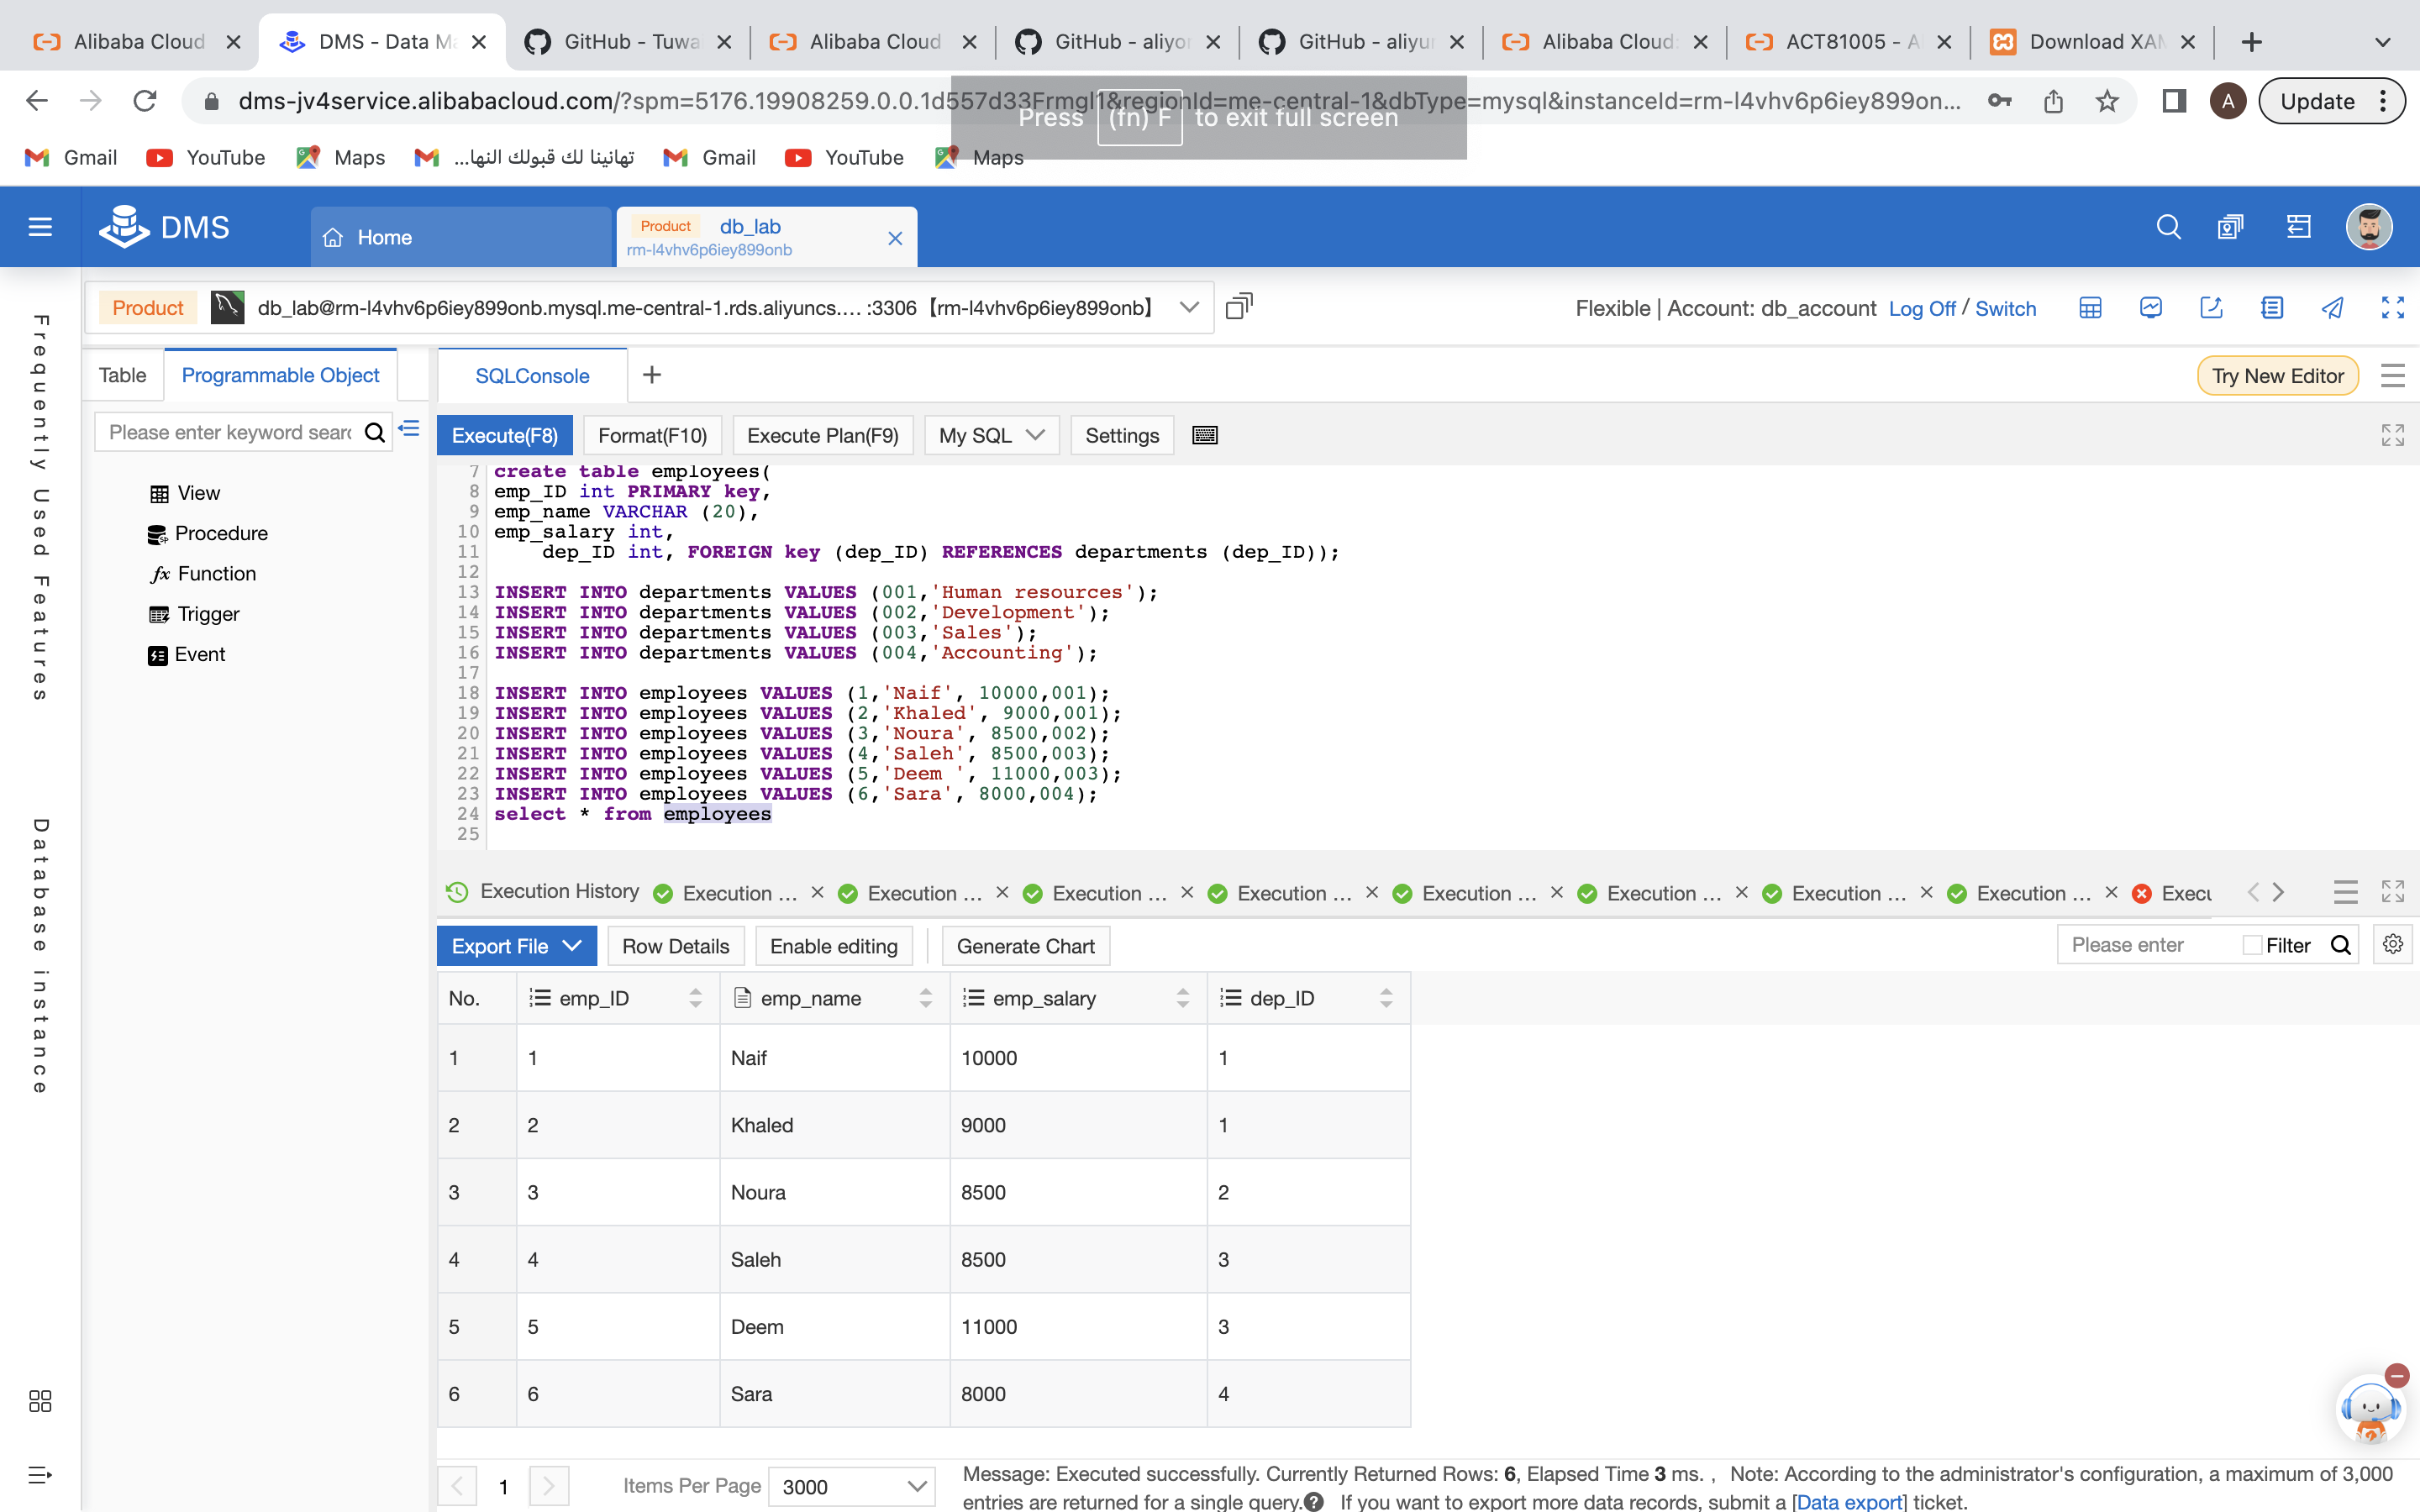 Alibaba Cloud
DMS - Data Ma
GitHub - Tuwa
Alibaba Cloud
GitHub - aliyu
Alibaba Cloud
ACT81005 - A
Download XAM
dms-jv4service.alibabacloud.com/?spm=5176.19908259.0.0.1d557d33Frmgl1&regionId=me-central-1&dbType=mysql&instanceId=rm-l4vhv6p6iey899on...
A
Update
Press (fn) F to exit full screen
Gmail
YouTube
Maps
تهانينا لك قبولك النها...
Gmail
YouTube
Maps
DMS
Home
Product db_lab
rm-l4vhv6p6iey899onb
Product
db_lab@rm-l4vhv6p6iey899onb.mysql.me-central-1.rds.aliyuncs.... :3306【rm-l4vhv6p6iey899onb】
Flexible | Account: db_account Log Off / Switch
Frequently Used Features
Database instance
Table
Programmable Object
Please enter keyword searc
View
Procedure
Function
Trigger
Event
SQLConsole
Try New Editor
Execute(F8)
Format(F10)
Execute Plan(F9)
My SQL
Settings
7 create table employees(
8 emp_ID int PRIMARY key,
9 emp_name VARCHAR (20),
10 emp_salary int,
11 dep_ID int, FOREIGN key (dep_ID) REFERENCES departments (dep_ID));
12
13 INSERT INTO departments VALUES (001,'Human resources');
14 INSERT INTO departments VALUES (002,'Development');
15 INSERT INTO departments VALUES (003,'Sales');
16 INSERT INTO departments VALUES (004,'Accounting');
17
18 INSERT INTO employees VALUES (1,'Naif', 10000,001);
19 INSERT INTO employees VALUES (2,'Khaled', 9000,001);
20 INSERT INTO employees VALUES (3,'Noura', 8500,002);
21 INSERT INTO employees VALUES (4,'Saleh', 8500,003);
22 INSERT INTO employees VALUES (5,'Deem ', 11000,003);
23 INSERT INTO employees VALUES (6,'Sara', 8000,004);
24 select * from employees
25
Execution History
Execution ...
Execution ...
Execution ...
Execution ...
Execution ...
Execution ...
Execution ...
Execution ...
Execu
Export File
Row Details
Enable editing
Generate Chart
Please enter
Filter
No. emp_ID emp_name emp_salary dep_ID
1 1 Naif 10000 1
2 2 Khaled 9000 1
3 3 Noura 8500 2
4 4 Saleh 8500 3
5 5 Deem 11000 3
6 6 Sara 8000 4
1
Items Per Page 3000
Message: Executed successfully. Currently Returned Rows: 6, Elapsed Time 3 ms. , Note: According to the administrator's configuration, a maximum of 3,000
entries are returned for a single query. If you want to export more data records, submit a [Data export] ticket.